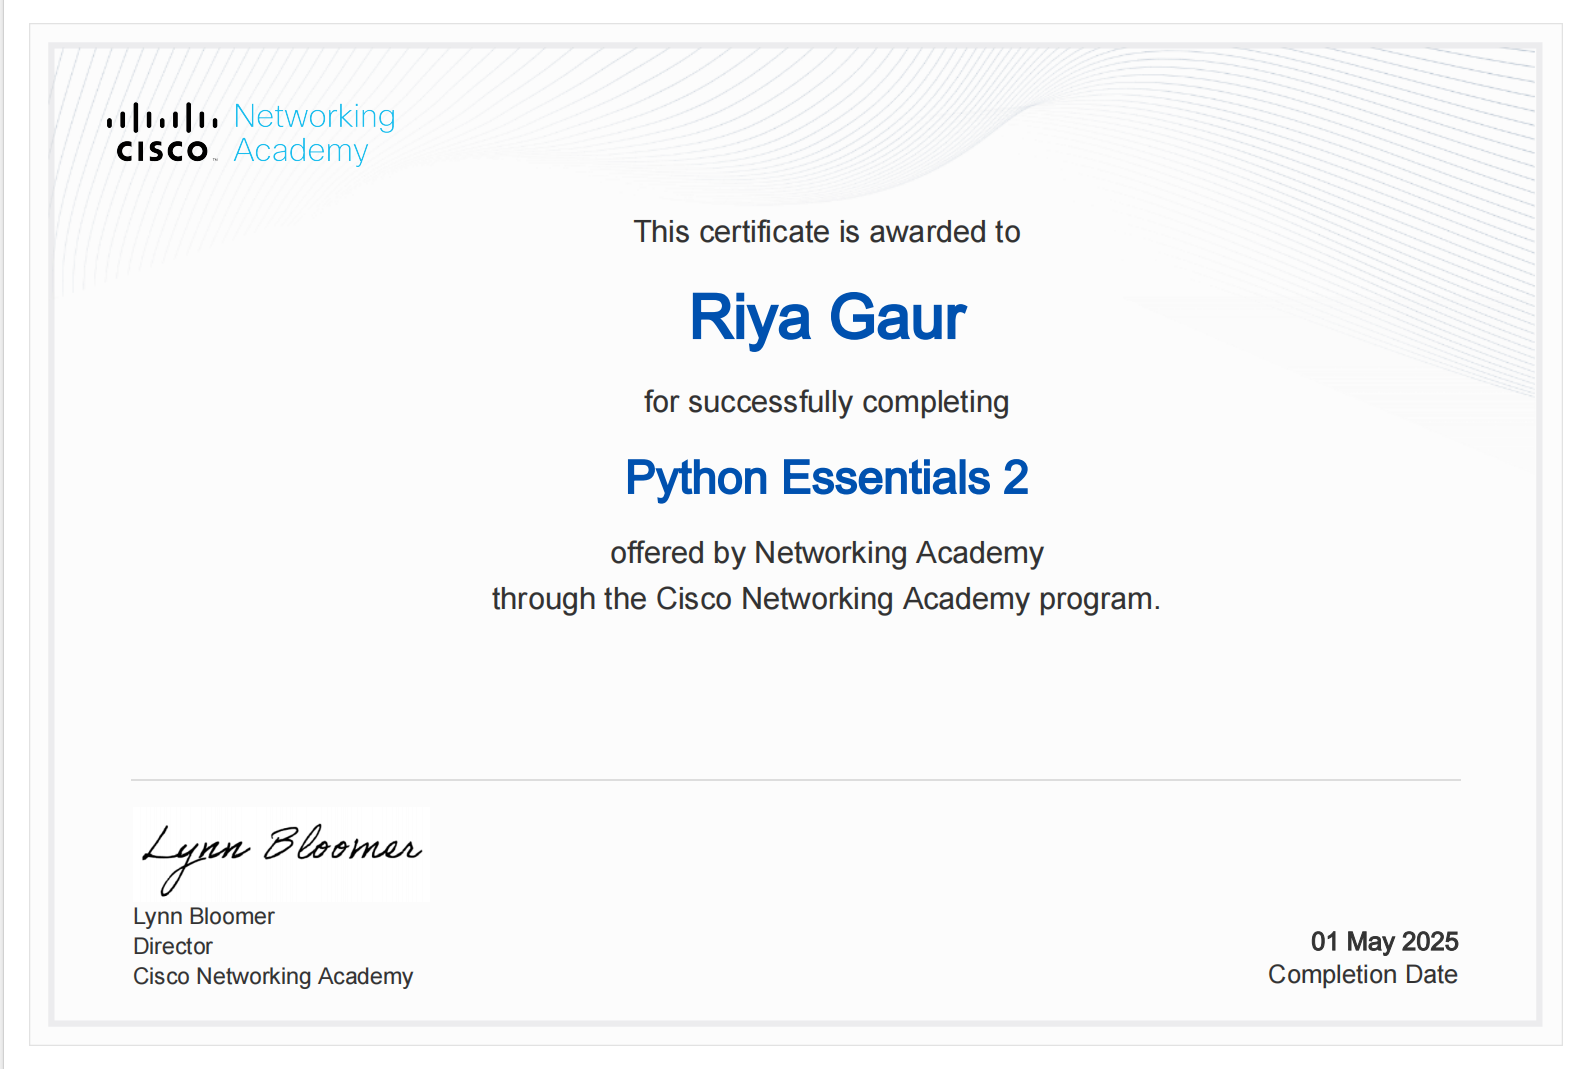 Networking
CISCO™ Academy
This certificate is awarded to
Riya Gaur
for successfully completing
Python Essentials 2
offered by Networking Academy
through the Cisco Networking Academy program.
Lynn Bloomer
Lynn Bloomer
Director
Cisco Networking Academy
01 May 2025
Completion Date